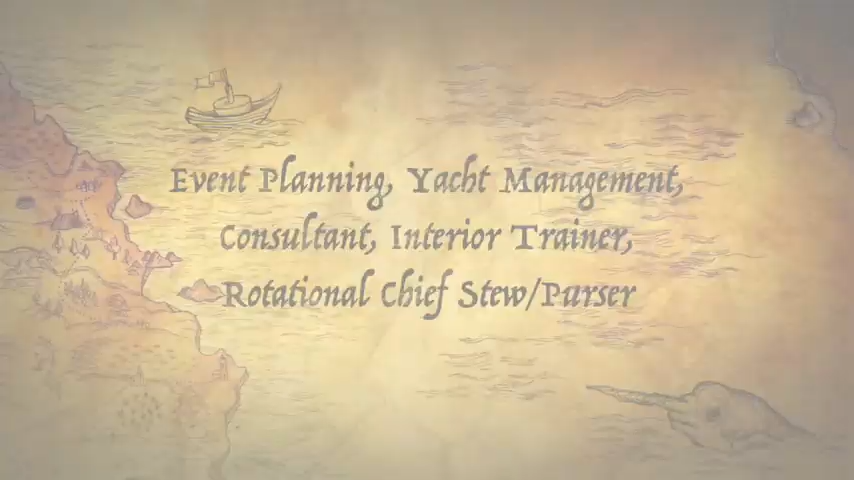 Event Planning, Yacht Management,
Consultant, Interior Trainer,
Rotational Chief Stew/Purser